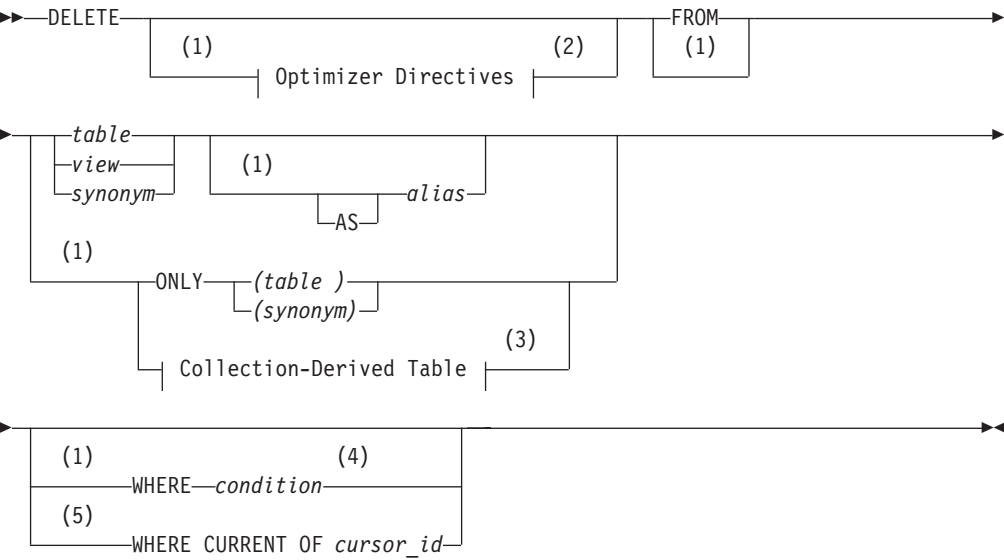 DELETE FROM
(1) (2) (1)
Optimizer Directives
table
view (1)
synonym alias
AS
(1)
ONLY (table )
(synonym)
(3)
Collection-Derived Table
(1) (4)
WHERE condition
(5)
WHERE CURRENT OF cursor_id